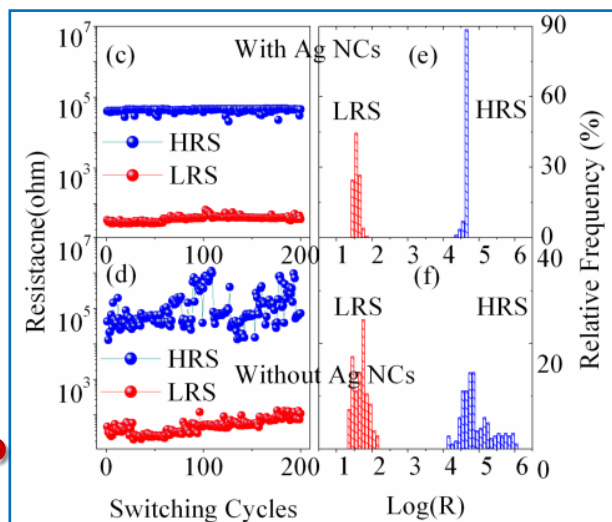 10⁷
(c)
With Ag NCs
(e)
90
10⁵
LRS
HRS
60
HRS
LRS
10³
30
0
10⁷
(d)
(f)
40
10⁵
LRS
HRS
HRS
LRS
Without Ag NCs
20
10³
0
0
100
200
1
2
3
4
5
6
1
2
3
4
5
6
0
100
200
Switching Cycles
Log(R)
Resistacne(ohm)
Relative Frequency (%)